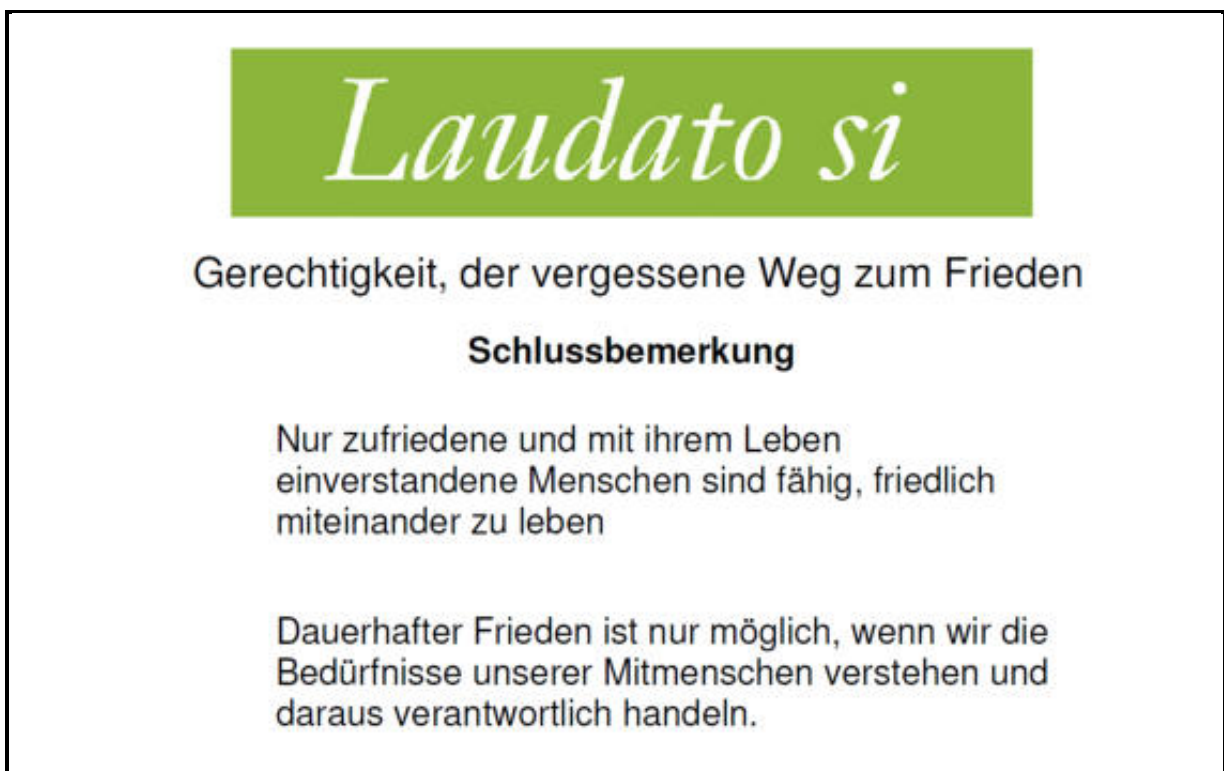 Laudato si
Gerechtigkeit, der vergessene Weg zum Frieden
Schlussbemerkung
Nur zufriedene und mit ihrem Leben
einverstandene Menschen sind fähig, friedlich
miteinander zu leben
Dauerhafter Frieden ist nur möglich, wenn wir die
Bedürfnisse unserer Mitmenschen verstehen und
daraus verantwortlich handeln.